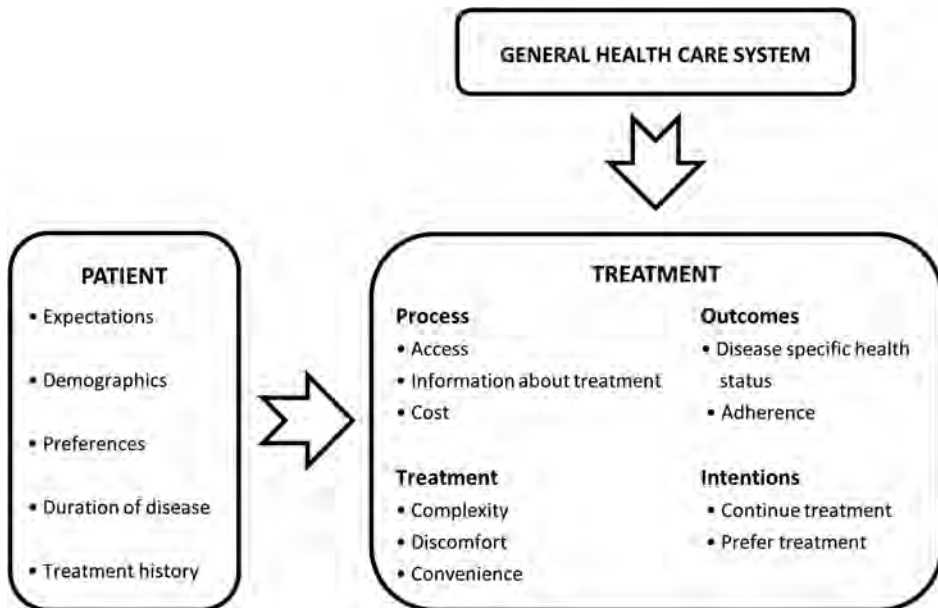 GENERAL HEALTH CARE SYSTEM
PATIENT
• Expectations
• Demographics
• Preferences
• Duration of disease
• Treatment history
TREATMENT
Process
• Access
• Information about treatment
• Cost
Outcomes
• Disease specific health
status
• Adherence
Treatment
• Complexity
• Discomfort
• Convenience
Intentions
• Continue treatment
• Prefer treatment